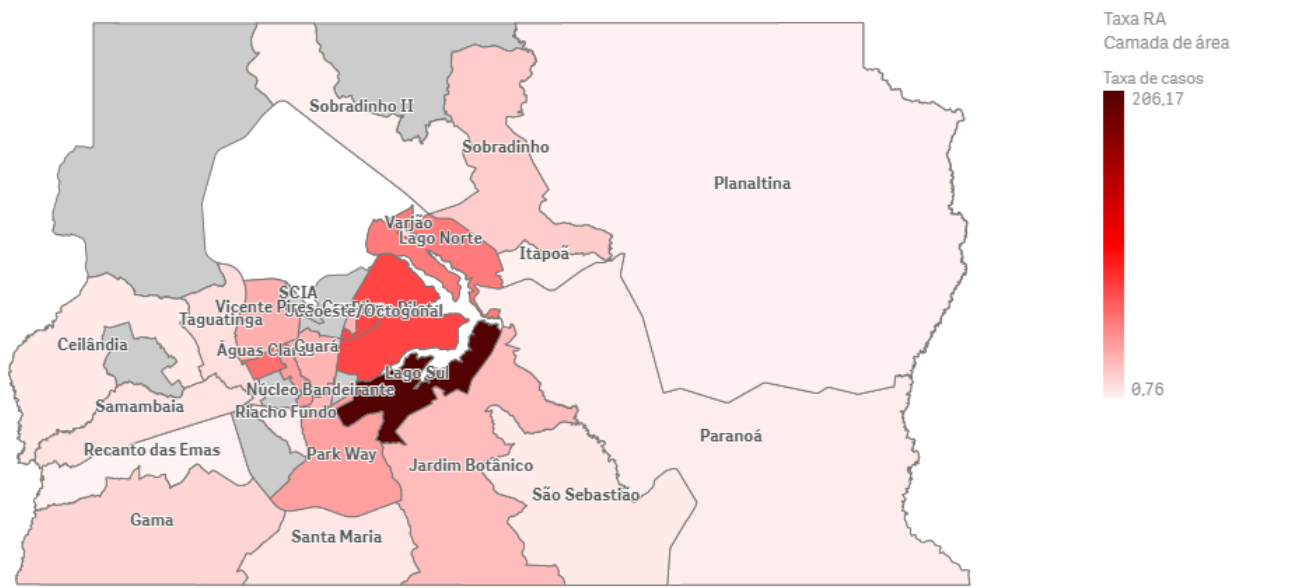 Taxa RA
Camada de área
Taxa de casos
206,17
0,76
Sobradinho II
Sobradinho
Planaltina
Varjão
Lago Norte
Itapoã
SCIA
Vicente Pires
Plano Piloto
Sudoeste/Octogonal
Taguatinga
Ceilândia
Águas Claras
Guará
Lago Sul
Núcleo Bandeirante
Samambaia
Riacho Fundo
Paranoá
Recanto das Emas
Park Way
Jardim Botânico
São Sebastião
Gama
Santa Maria